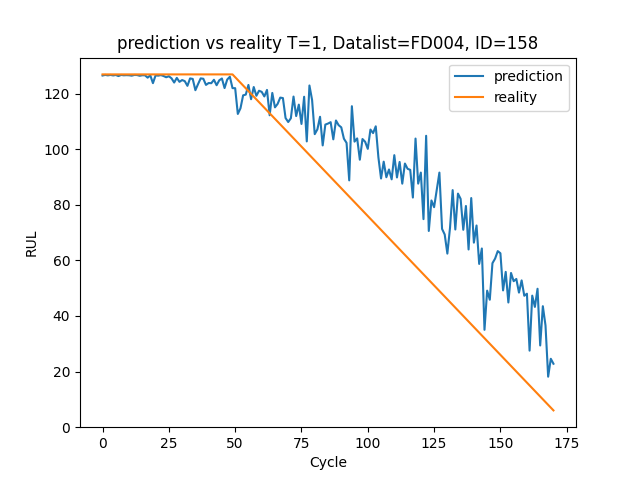 prediction vs reality T=1, Datalist=FD004, ID=158
prediction
reality
RUL
120
100
80
60
40
20
0
0 25 50 75 100 125 150 175
Cycle